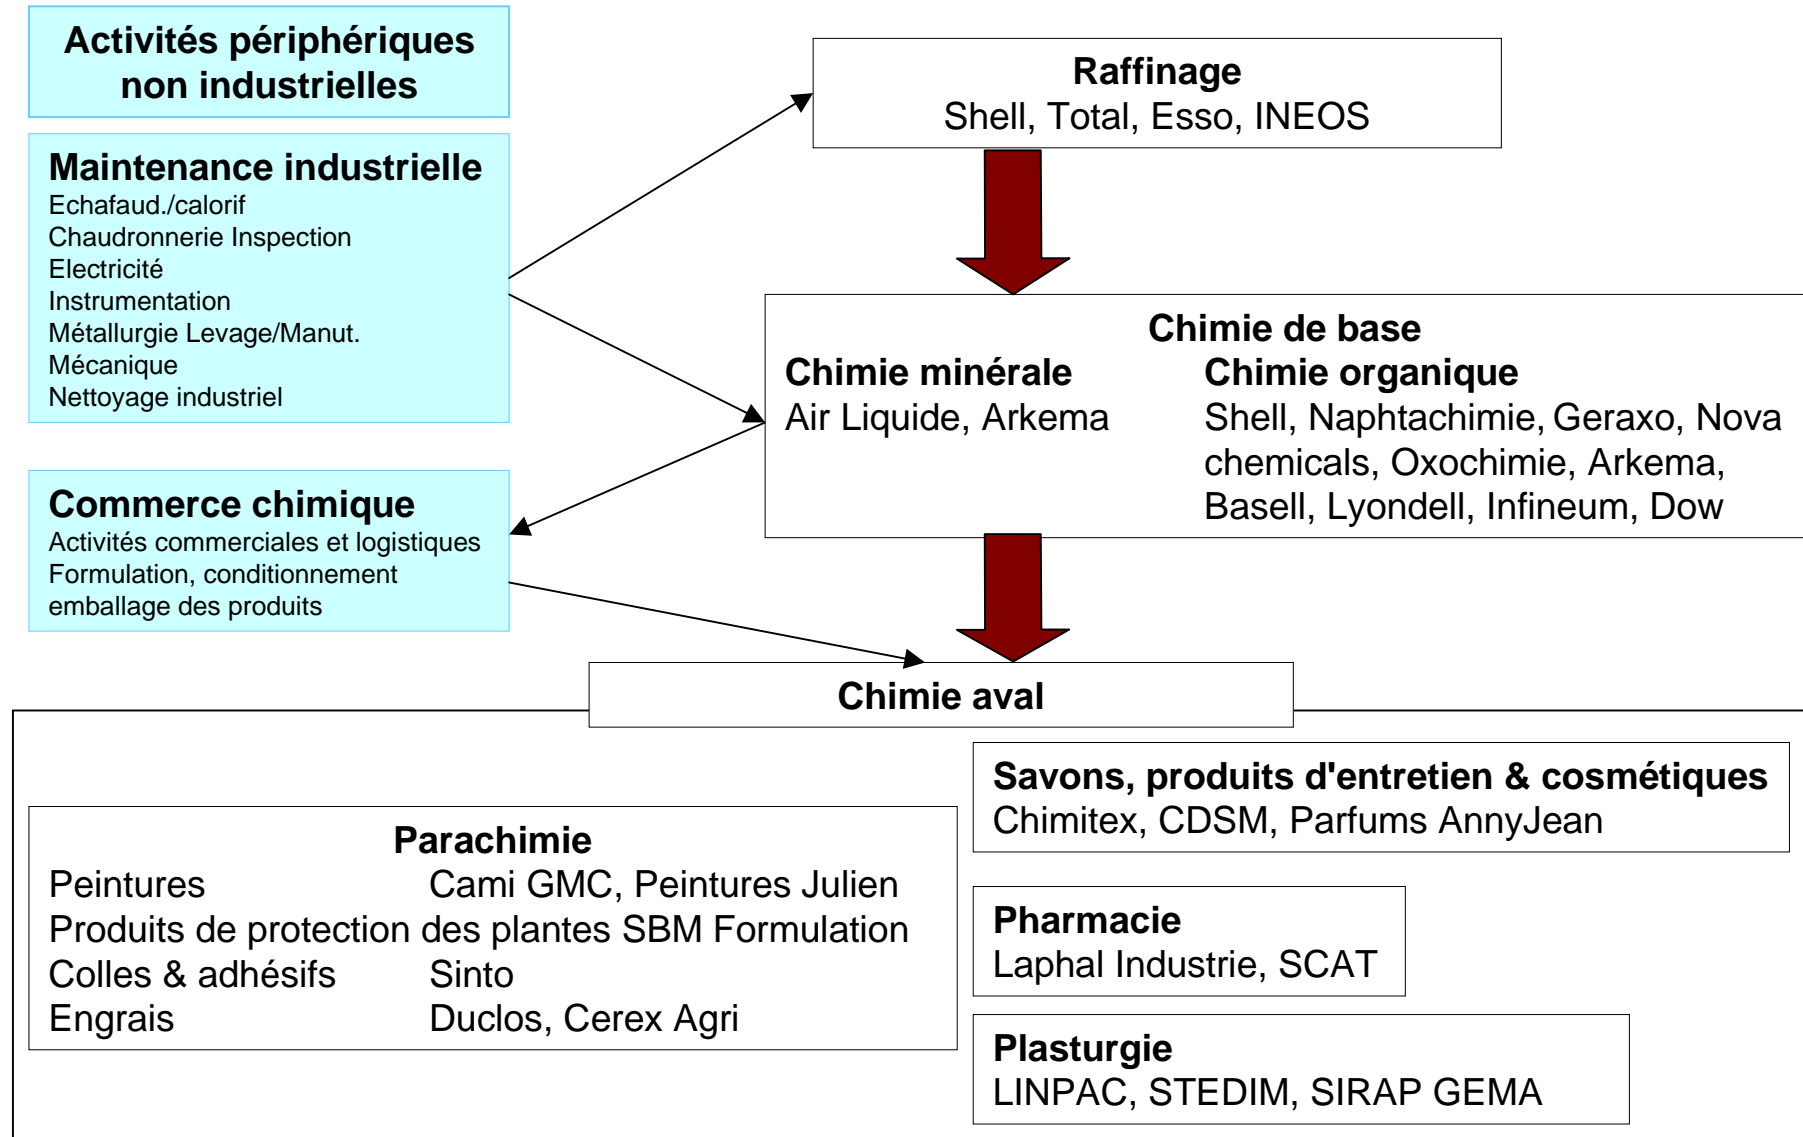 Activités périphériques
non industrielles
Raffinage
Shell, Total, Esso, INEOS
Maintenance industrielle
Echafaud./calorif
Chaudronnerie Inspection
Electricité
Instrumentation
Métallurgie Levage/Manut.
Mécanique
Nettoyage industriel
Chimie de base
Chimie minérale
Air Liquide, Arkema
Chimie organique
Shell, Naphtachimie, Geraxo, Nova
chemicals, Oxochimie, Arkema,
Basell, Lyondell, Infineum, Dow
Commerce chimique
Activités commerciales et logistiques
Formulation, conditionnement
emballage des produits
Chimie aval
Parachimie
Peintures Cami GMC, Peintures Julien
Produits de protection des plantes SBM Formulation
Colles & adhésifs Sinto
Engrais Duclos, Cerex Agri
Savons, produits d'entretien & cosmétiques
Chimitex, CDSM, Parfums AnnyJean
Pharmacie
Laphal Industrie, SCAT
Plasturgie
LINPAC, STEDIM, SIRAP GEMA